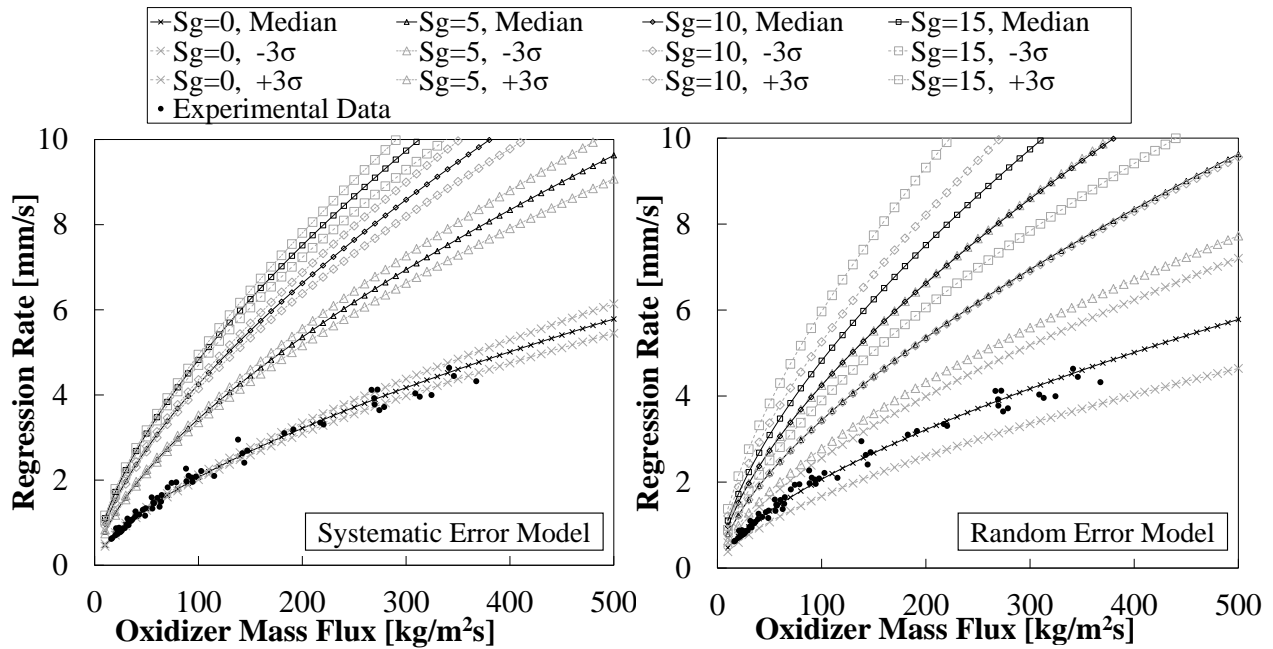 Sg=0, Median Sg=5, Median Sg=10, Median Sg=15, Median
Sg=0, -3σ Sg=5, -3σ Sg=10, -3σ Sg=15, -3σ
Sg=0, +3σ Sg=5, +3σ Sg=10, +3σ Sg=15, +3σ
Experimental Data
Regression Rate [mm/s]
10
8
6
4
2
0
Systematic Error Model
0 100 200 300 400 500
Oxidizer Mass Flux [kg/m²s]
Regression Rate [mm/s]
10
8
6
4
2
0
Random Error Model
0 100 200 300 400 500
Oxidizer Mass Flux [kg/m²s]